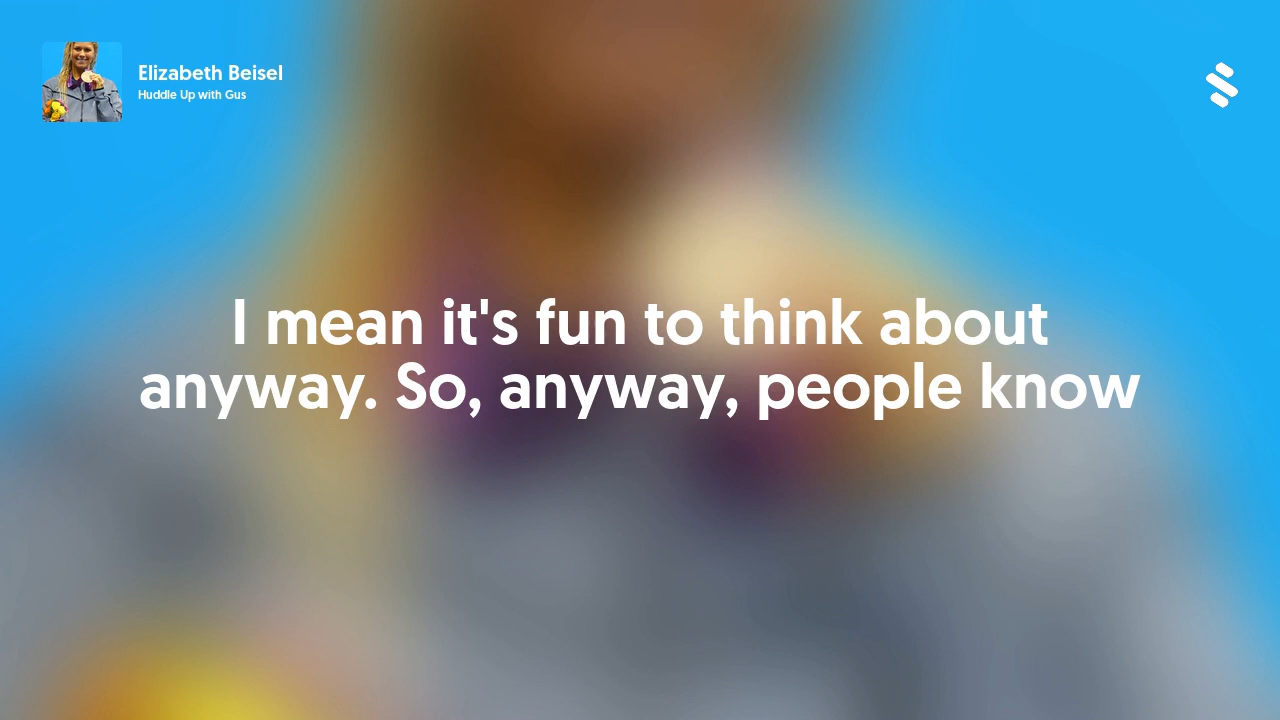 Elizabeth Beisel
Huddle Up with Gus
I mean it's fun to think about
anyway. So, anyway, people know